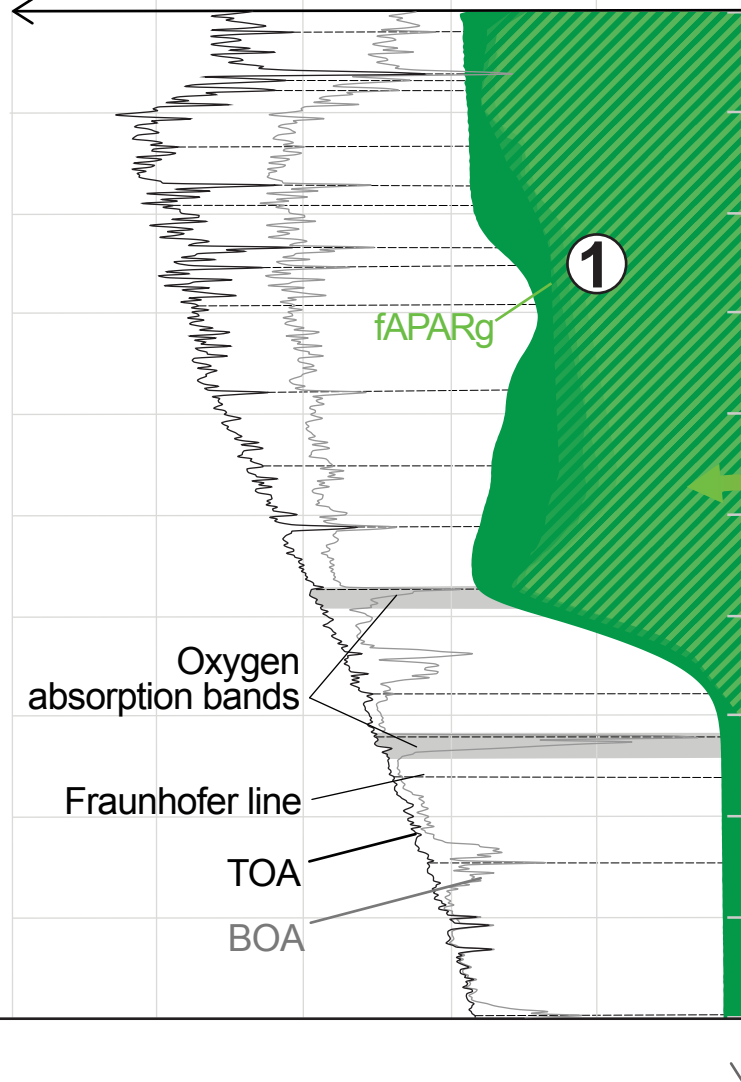 1
fAPARg
Oxygen
absorption bands
Fraunhofer line
TOA
BOA